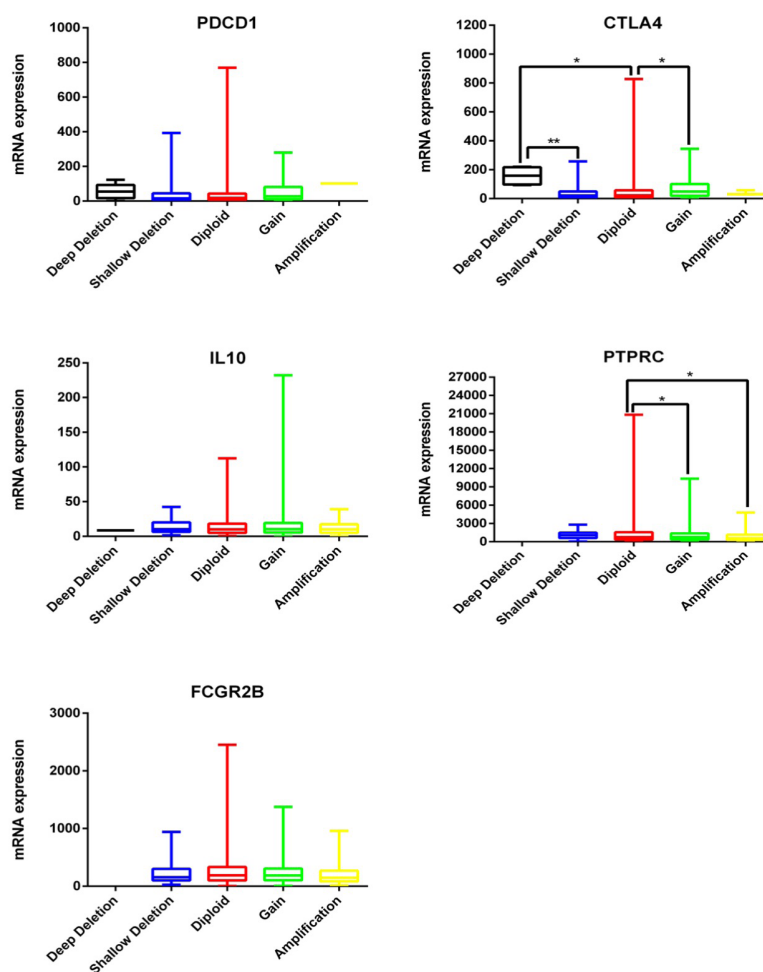 PDCD1
mRNA expression
1000
800
600
400
200
0
Deep Deletion
Shallow Deletion
Diploid
Gain
Amplification
CTLA4
mRNA expression
1200
1000
800
600
400
200
0
*
*
**
Deep Deletion
Shallow Deletion
Diploid
Gain
Amplification
IL10
mRNA expression
250
200
150
100
50
0
Deep Deletion
Shallow Deletion
Diploid
Gain
Amplification
PTPRC
mRNA expression
27000
24000
21000
18000
15000
12000
9000
6000
3000
0
*
*
Deep Deletion
Shallow Deletion
Diploid
Gain
Amplification
FCGR2B
mRNA expression
3000
2000
1000
0
Deep Deletion
Shallow Deletion
Diploid
Gain
Amplification